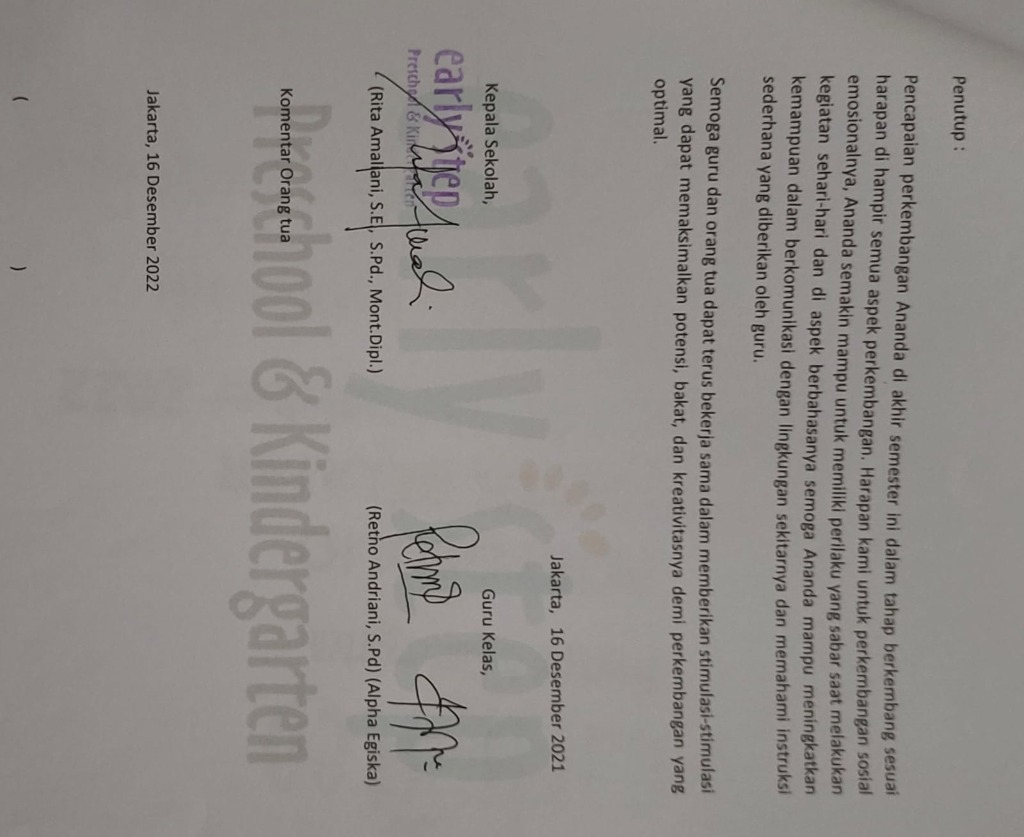 Penutup :
Pencapaian perkembangan Ananda di akhir semester ini dalam tahap berkembang sesuai
harapan di hampir semua aspek perkembangan. Harapan kami untuk perkembangan sosial
emosionalnya, Ananda semakin mampu untuk memiliki perilaku yang sabar saat melakukan
kegiatan sehari-hari dan di aspek berbahasanya semoga Ananda mampu meningkatkan
kemampuan dalam berkomunikasi dengan lingkungan sekitarnya dan memahami instruksi
sederhana yang diberikan oleh guru.
Semoga guru dan orang tua dapat terus bekerja sama dalam memberikan stimulasi-stimulasi
yang dapat memaksimalkan potensi, bakat, dan kreativitasnya demi perkembangan yang
optimal.
Jakarta, 16 Desember 2021
Kepala Sekolah,
Guru Kelas,
early step
Preschool & Kindergarten
(Rita Amaliani, S.E., S.Pd., Mont.Dipl.)
(Retno Andriani, S.Pd) (Alpha Egiska)
early step
Preschool & Kindergarten
Komentar Orang tua
Jakarta, 16 Desember 2022
( )